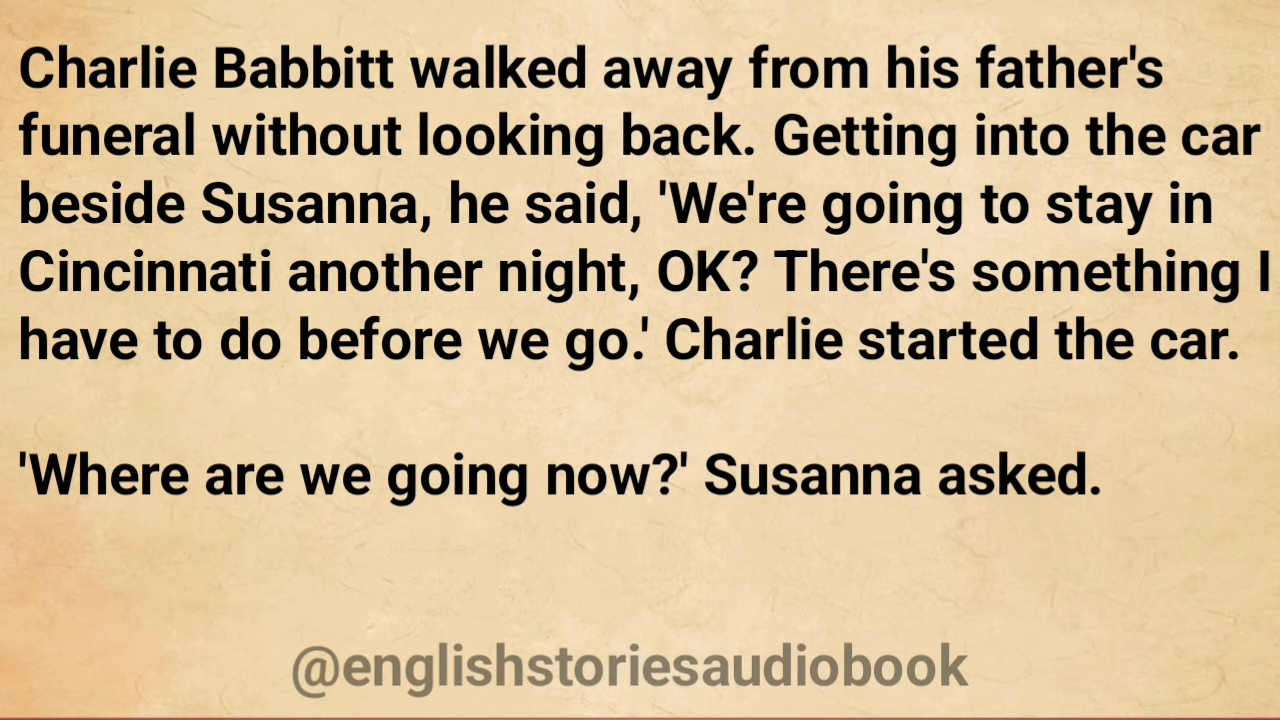 Charlie Babbitt walked away from his father's
funeral without looking back. Getting into the car
beside Susanna, he said, 'We're going to stay in
Cincinnati another night, OK? There's something I
have to do before we go.' Charlie started the car.
'Where are we going now?' Susanna asked.
@englishstoriesaudiobook